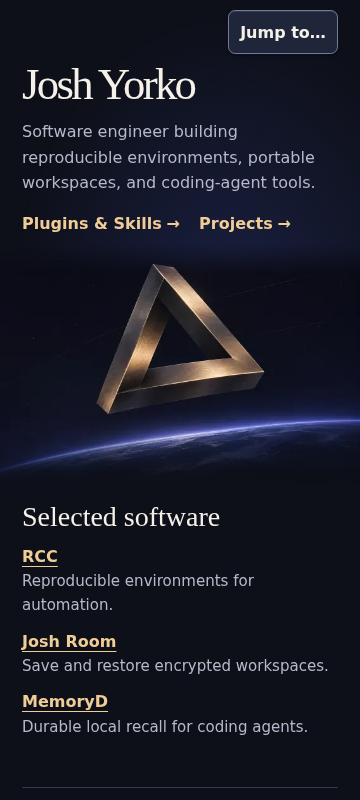 Jump to…
Josh Yorko
Software engineer building
reproducible environments, portable
workspaces, and coding-agent tools.
Plugins & Skills → Projects →
Selected software
RCC
Reproducible environments for
automation.
Josh Room
Save and restore encrypted workspaces.
MemoryD
Durable local recall for coding agents.